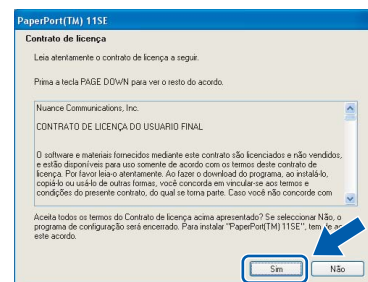 PaperPort(TM) 11SE
Contrato de licença
Leia atentamente o contrato de licença a seguir.
Prima a tecla PAGE DOWN para ver o resto do acordo.
Nuance Communications, Inc.
CONTRATO DE LICENÇA DO USUARIO FINAL
O software e materiais fornecidos mediante este contrato são licenciados e não vendidos,
e estão disponíveis para uso somente de acordo com os termos deste contrato de
licença. Por favor leia-o atentamente. Ao fazer o download do programa, ao instalá-lo,
copiá-lo ou usá-lo de outras formas, você concorda em vincular-se aos termos e
condições do presente contrato, do qual se torna parte. Caso você não concorde com
Aceita todos os termos do Contrato de licença acima apresentado? Se seleccionar Não, o
programa de configuração será encerrado. Para instalar "PaperPort(TM) 11SE", tem de
este acordo.
Sim
Não